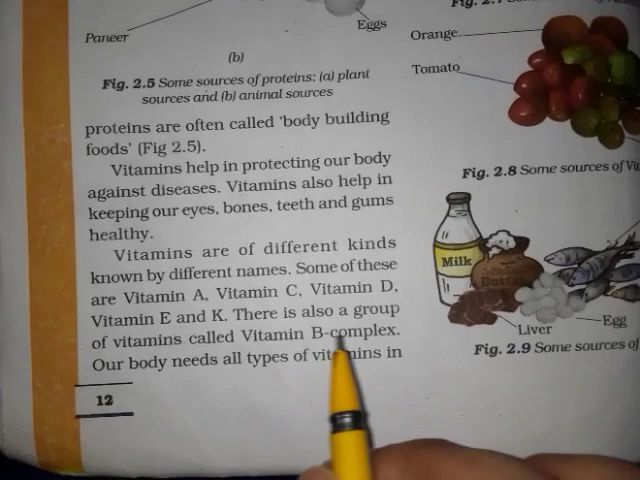 Paneer
Eggs
(b)
Fig. 2.5 Some sources of proteins: (a) plant
sources and (b) animal sources
proteins are often called 'body building
foods' (Fig 2.5).
Vitamins help in protecting our body
against diseases. Vitamins also help in
keeping our eyes, bones, teeth and gums
healthy.
Vitamins are of different kinds
known by different names. Some of these
are Vitamin A, Vitamin C, Vitamin D,
Vitamin E and K. There is also a group
of vitamins called Vitamin B-complex.
Our body needs all types of vitamins in
12
Orange
Tomato
Fig. 2.8 Some sources of
Milk
Butter
Liver
Egg
Fig. 2.9 Some sources of